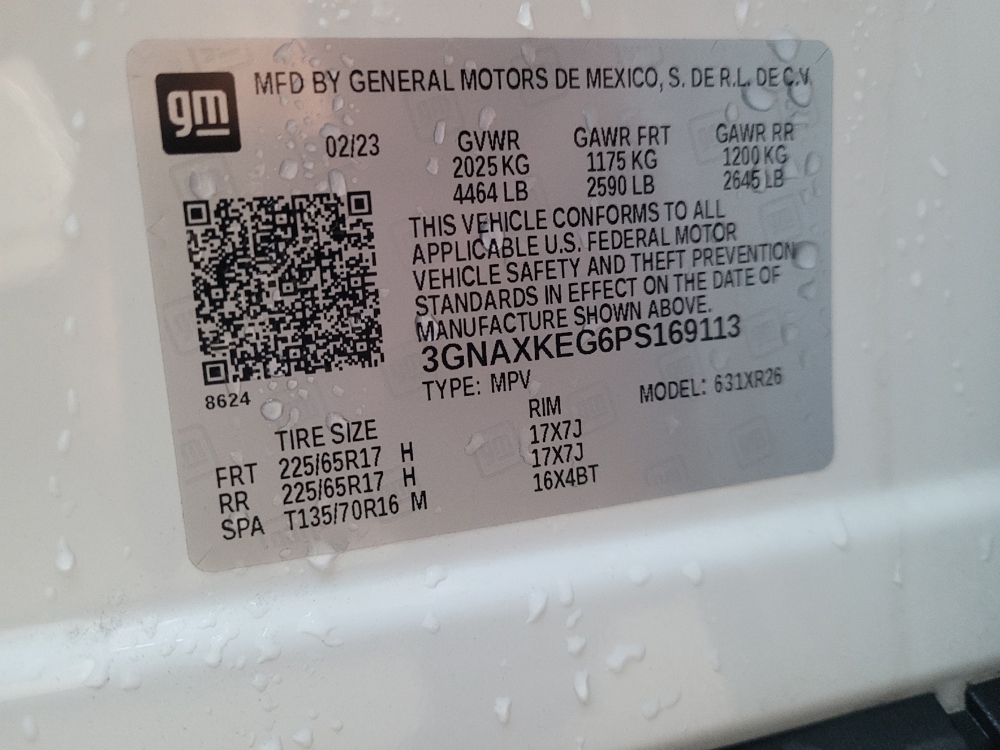 gm
MFD BY GENERAL MOTORS DE MEXICO, S. DE R.L. DE C.V.
02/23 GVWR GAWR FRT GAWR RR
2025 KG 1175 KG 1200 KG
4464 LB 2590 LB 2645 LB
THIS VEHICLE CONFORMS TO ALL
APPLICABLE U.S. FEDERAL MOTOR
VEHICLE SAFETY AND THEFT PREVENTION
STANDARDS IN EFFECT ON THE DATE OF
MANUFACTURE SHOWN ABOVE.
3GNAXKEG6PS169113
TYPE: MPV MODEL: 631XR26
8624
TIRE SIZE RIM
FRT 225/65R17 H 17X7J
RR 225/65R17 H 17X7J
SPA T135/70R16 M 16X4BT